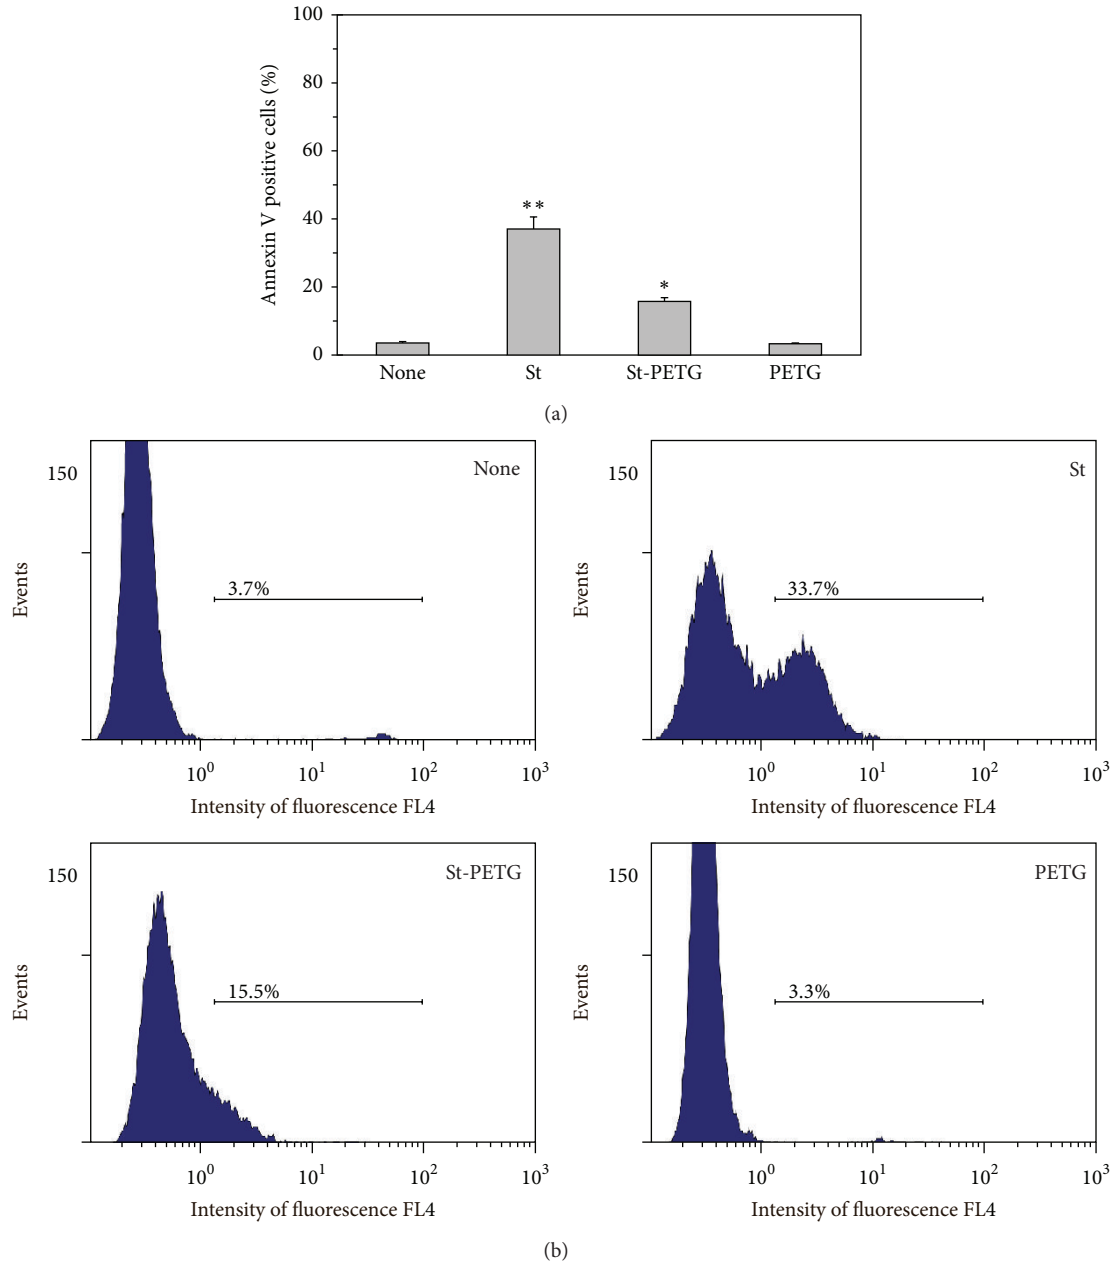 100
80
60
40
20
0
Annexin V positive cells (%)
**
*
None St St-PETG PETG
(a)
150
Events
None
3.7%
10^0 10^1 10^2 10^3
Intensity of fluorescence FL4
150
Events
St
33.7%
10^0 10^1 10^2 10^3
Intensity of fluorescence FL4
150
Events
St-PETG
15.5%
10^0 10^1 10^2 10^3
Intensity of fluorescence FL4
150
Events
PETG
3.3%
10^0 10^1 10^2 10^3
Intensity of fluorescence FL4
(b)